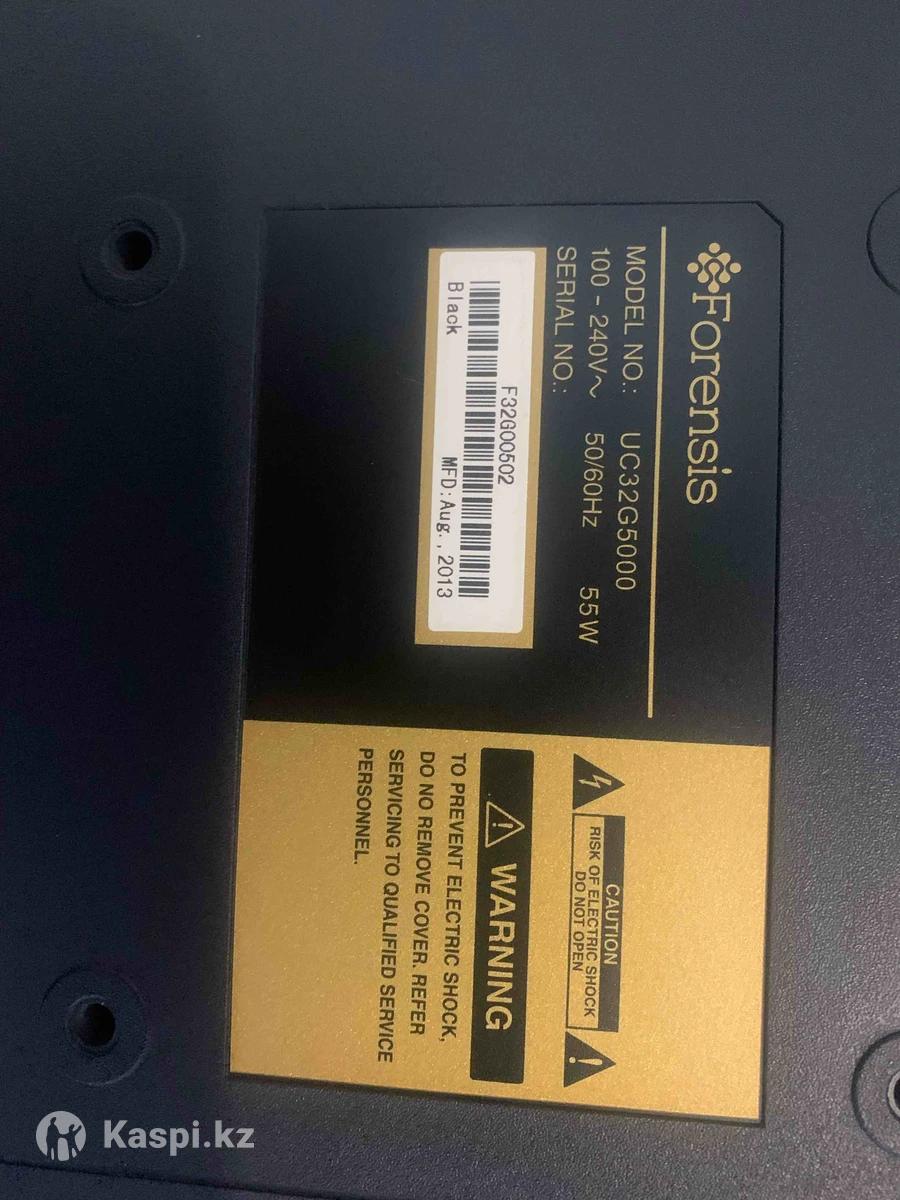 Forensis
MODEL NO.: UC32G5000
100 - 240V~ 50/60Hz 55W
SERIAL NO.:
F32G00502
Black MFD:Aug., 2013
CAUTION
RISK OF ELECTRIC SHOCK
DO NOT OPEN
WARNING
TO PREVENT ELECTRIC SHOCK,
DO NO REMOVE COVER. REFER
SERVICING TO QUALIFIED SERVICE
PERSONNEL.
Kaspi.kz